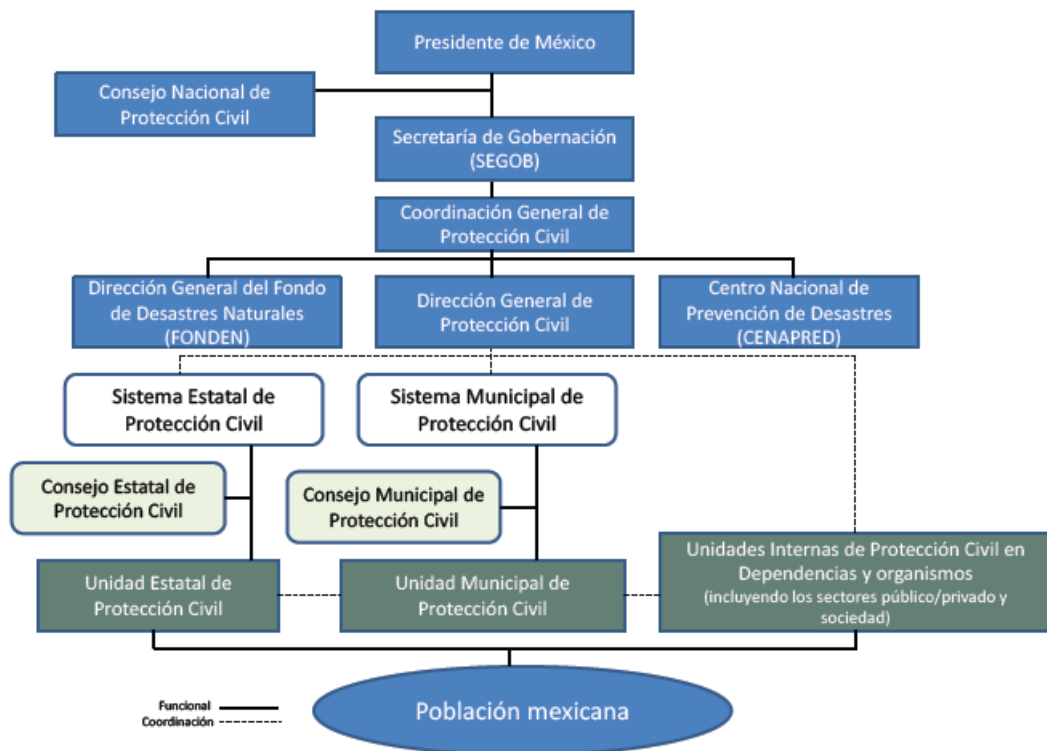 Presidente de México
Consejo Nacional de
Protección Civil
Secretaría de Gobernación
(SEGOB)
Coordinación General de
Protección Civil
Dirección General del Fondo
de Desastres Naturales
(FONDEN)
Dirección General de
Protección Civil
Centro Nacional de
Prevención de Desastres
(CENAPRED)
Sistema Estatal de
Protección Civil
Sistema Municipal de
Protección Civil
Consejo Estatal de
Protección Civil
Consejo Municipal de
Protección Civil
Unidad Estatal de
Protección Civil
Unidad Municipal de
Protección Civil
Unidades Internas de Protección Civil en
Dependencias y organismos
(incluyendo los sectores público/privado y
sociedad)
Funcional
Coordinación
Población mexicana